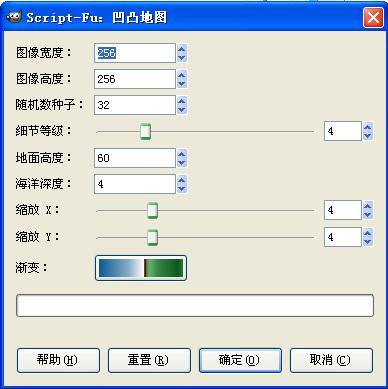 Script-Fu: 凹凸地图
图像宽度： 256
图像高度： 256
随机数种子： 32
细节等级： 4
地面高度： 60
海洋深度： 4
缩放 X： 4
缩放 Y： 4
渐变：
帮助(H) 重置(R) 确定(O) 取消(C)